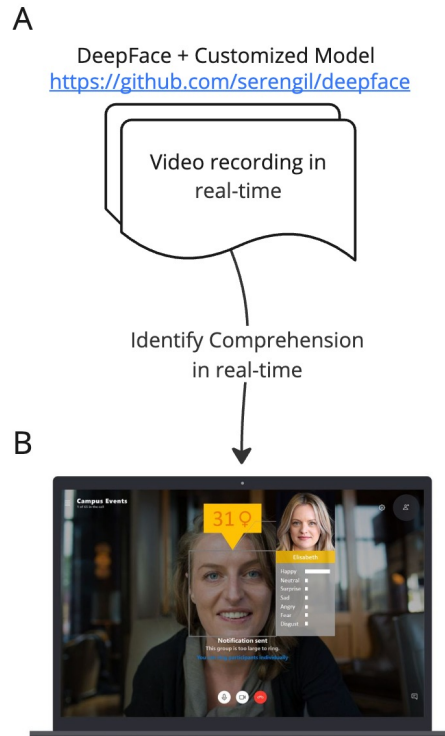 A
DeepFace + Customized Model
https://github.com/serengil/deepface
Video recording in
real-time
Identify Comprehension
in real-time
B
Campus Events
31♀
Elisabeth
Happy
Neutral
Surprise
Sad
Angry
Fear
Disgust
Notification sent
This group is too large to ring.